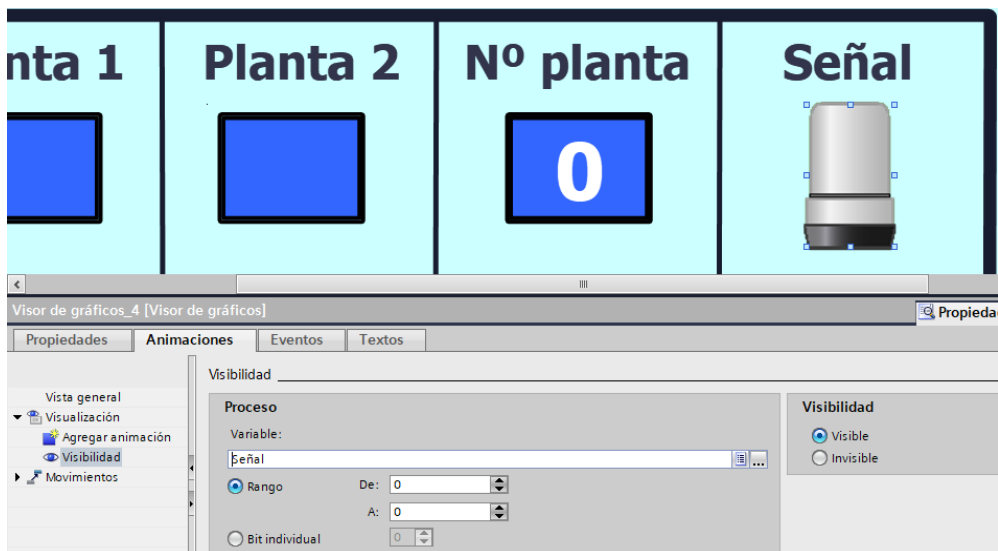 nta 1
Planta 2
Nº planta
Señal
0
Visor de gráficos_4 [Visor de gráficos]
Propieda
Propiedades
Animaciones
Eventos
Textos
Visibilidad
Vista general
Visualización
Agregar animación
Visibilidad
Movimientos
Proceso
Variable:
Señal
...
Rango
De: 0
A: 0
Bit individual
0
Visibilidad
Visible
Invisible